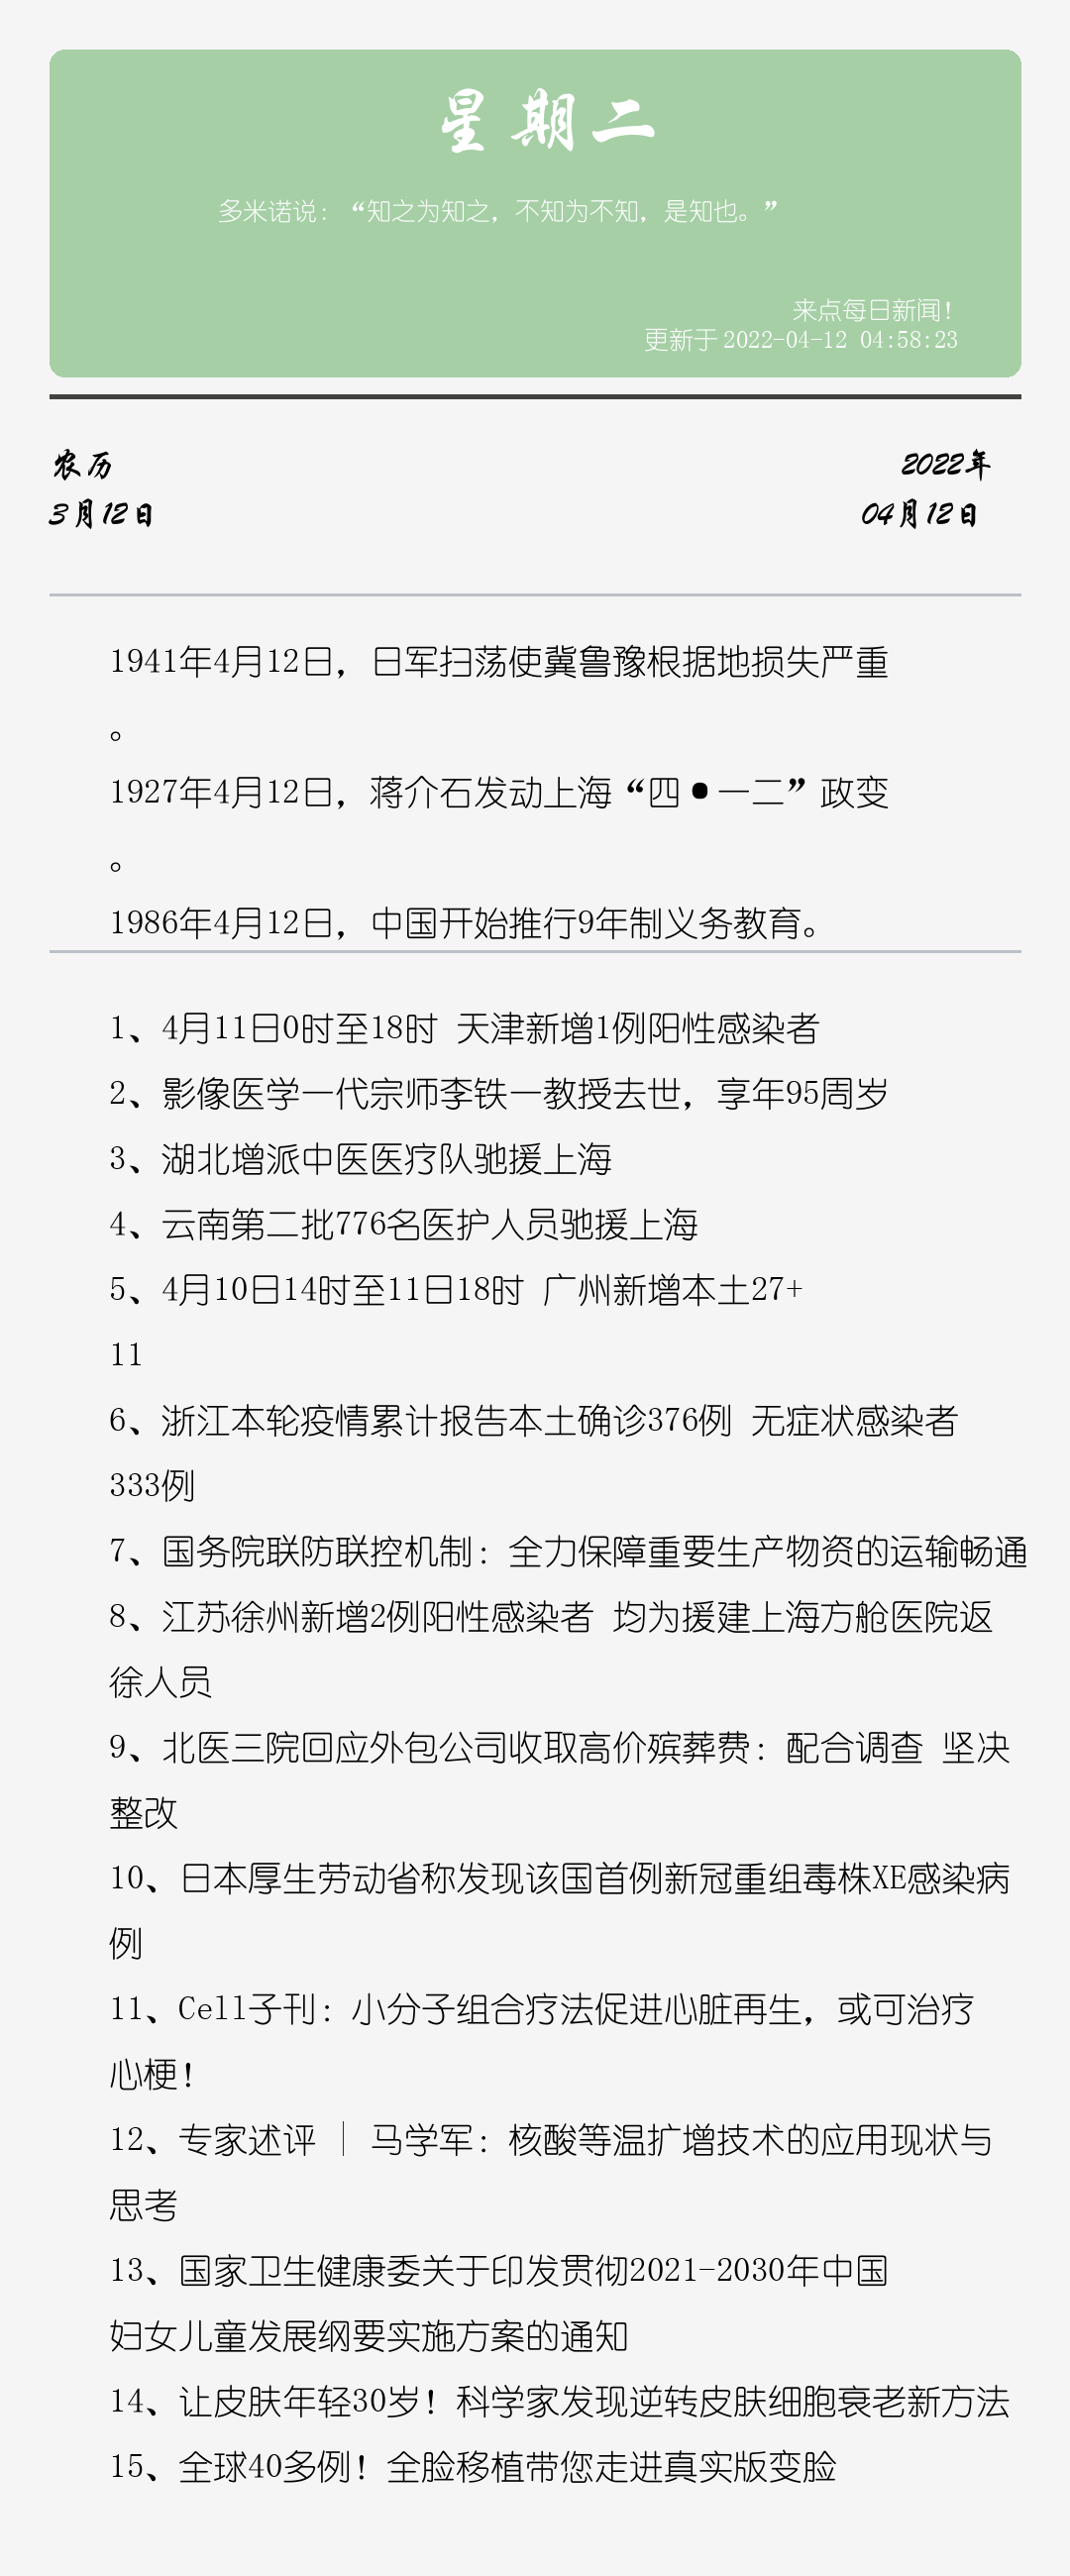 星期二
多米诺说：“知之为知之，不知为不知，是知也。”
来点每日新闻！
更新于 2022-04-12 04:58:23
农历
2022年
3月12日
04月12日
1941年4月12日，日军扫荡使冀鲁豫根据地损失严重
。
1927年4月12日，蒋介石发动上海“四•一二”政变
。
1986年4月12日，中国开始推行9年制义务教育。
1、4月11日0时至18时 天津新增1例阳性感染者
2、影像医学一代宗师李铁一教授去世，享年95周岁
3、湖北增派中医医疗队驰援上海
4、云南第二批776名医护人员驰援上海
5、4月10日14时至11日18时 广州新增本土27+
11
6、浙江本轮疫情累计报告本土确诊376例 无症状感染者
333例
7、国务院联防联控机制：全力保障重要生产物资的运输畅通
8、江苏徐州新增2例阳性感染者 均为援建上海方舱医院返
徐人员
9、北医三院回应外包公司收取高价殡葬费：配合调查 坚决
整改
10、日本厚生劳动省称发现该国首例新冠重组毒株XE感染病
例
11、Cell子刊：小分子组合疗法促进心脏再生，或可治疗
心梗！
12、专家述评 | 马学军：核酸等温扩增技术的应用现状与
思考
13、国家卫生健康委关于印发贯彻2021-2030年中国
妇女儿童发展纲要实施方案的通知
14、让皮肤年轻30岁！科学家发现逆转皮肤细胞衰老新方法
15、全球40多例！全脸移植带您走进真实版变脸